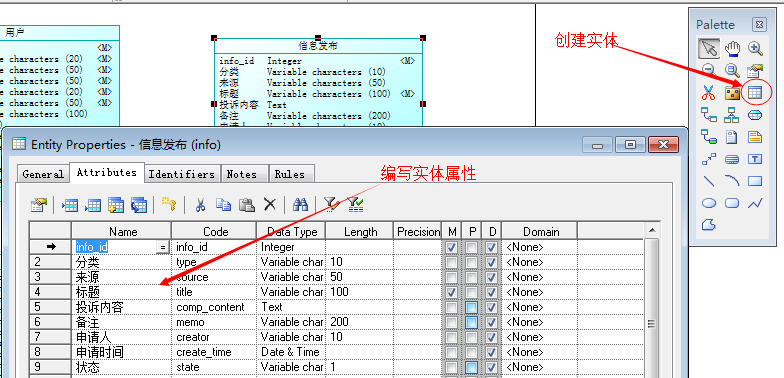 用户
<M>
characters (20) <M>
characters (50) <M>
characters (50) <M>
characters (20) <M>
characters (50) <M>
characters (100)
信息发布
info_id Integer <M>
分类 Variable characters (10)
来源 Variable characters (50)
标题 Variable characters (100) <M>
投诉内容 Text
备注 Variable characters (200)
创建实体
Palette
Entity Properties - 信息发布 (info)
General Attributes Identifiers Notes Rules
编写实体属性
Name Code Data Type Length Precision M P D Domain
info_id = info_id Integer <None>
2 分类 type Variable char 10 <None>
3 来源 source Variable char 50 <None>
4 标题 title Variable char 100 <None>
5 投诉内容 comp_content Text <None>
6 备注 memo Variable char 200 <None>
7 申请人 creator Variable char 10 <None>
8 申请时间 create_time Date & Time <None>
9 状态 state Variable char 1 <None>